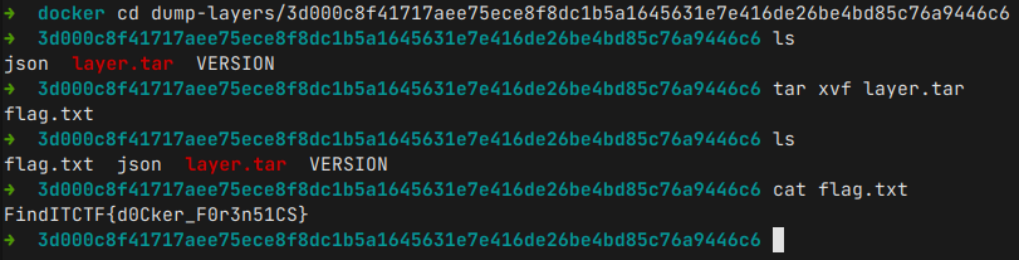 ➜ docker cd dump-layers/3d000c8f41717aee75ece8f8dc1b5a1645631e7e416de26be4bd85c76a9446c6
➜ 3d000c8f41717aee75ece8f8dc1b5a1645631e7e416de26be4bd85c76a9446c6 ls
json layer.tar VERSION
➜ 3d000c8f41717aee75ece8f8dc1b5a1645631e7e416de26be4bd85c76a9446c6 tar xvf layer.tar
flag.txt
➜ 3d000c8f41717aee75ece8f8dc1b5a1645631e7e416de26be4bd85c76a9446c6 ls
flag.txt json layer.tar VERSION
➜ 3d000c8f41717aee75ece8f8dc1b5a1645631e7e416de26be4bd85c76a9446c6 cat flag.txt
FindITCTF{d0Cker_F0r3n51CS}
➜ 3d000c8f41717aee75ece8f8dc1b5a1645631e7e416de26be4bd85c76a9446c6